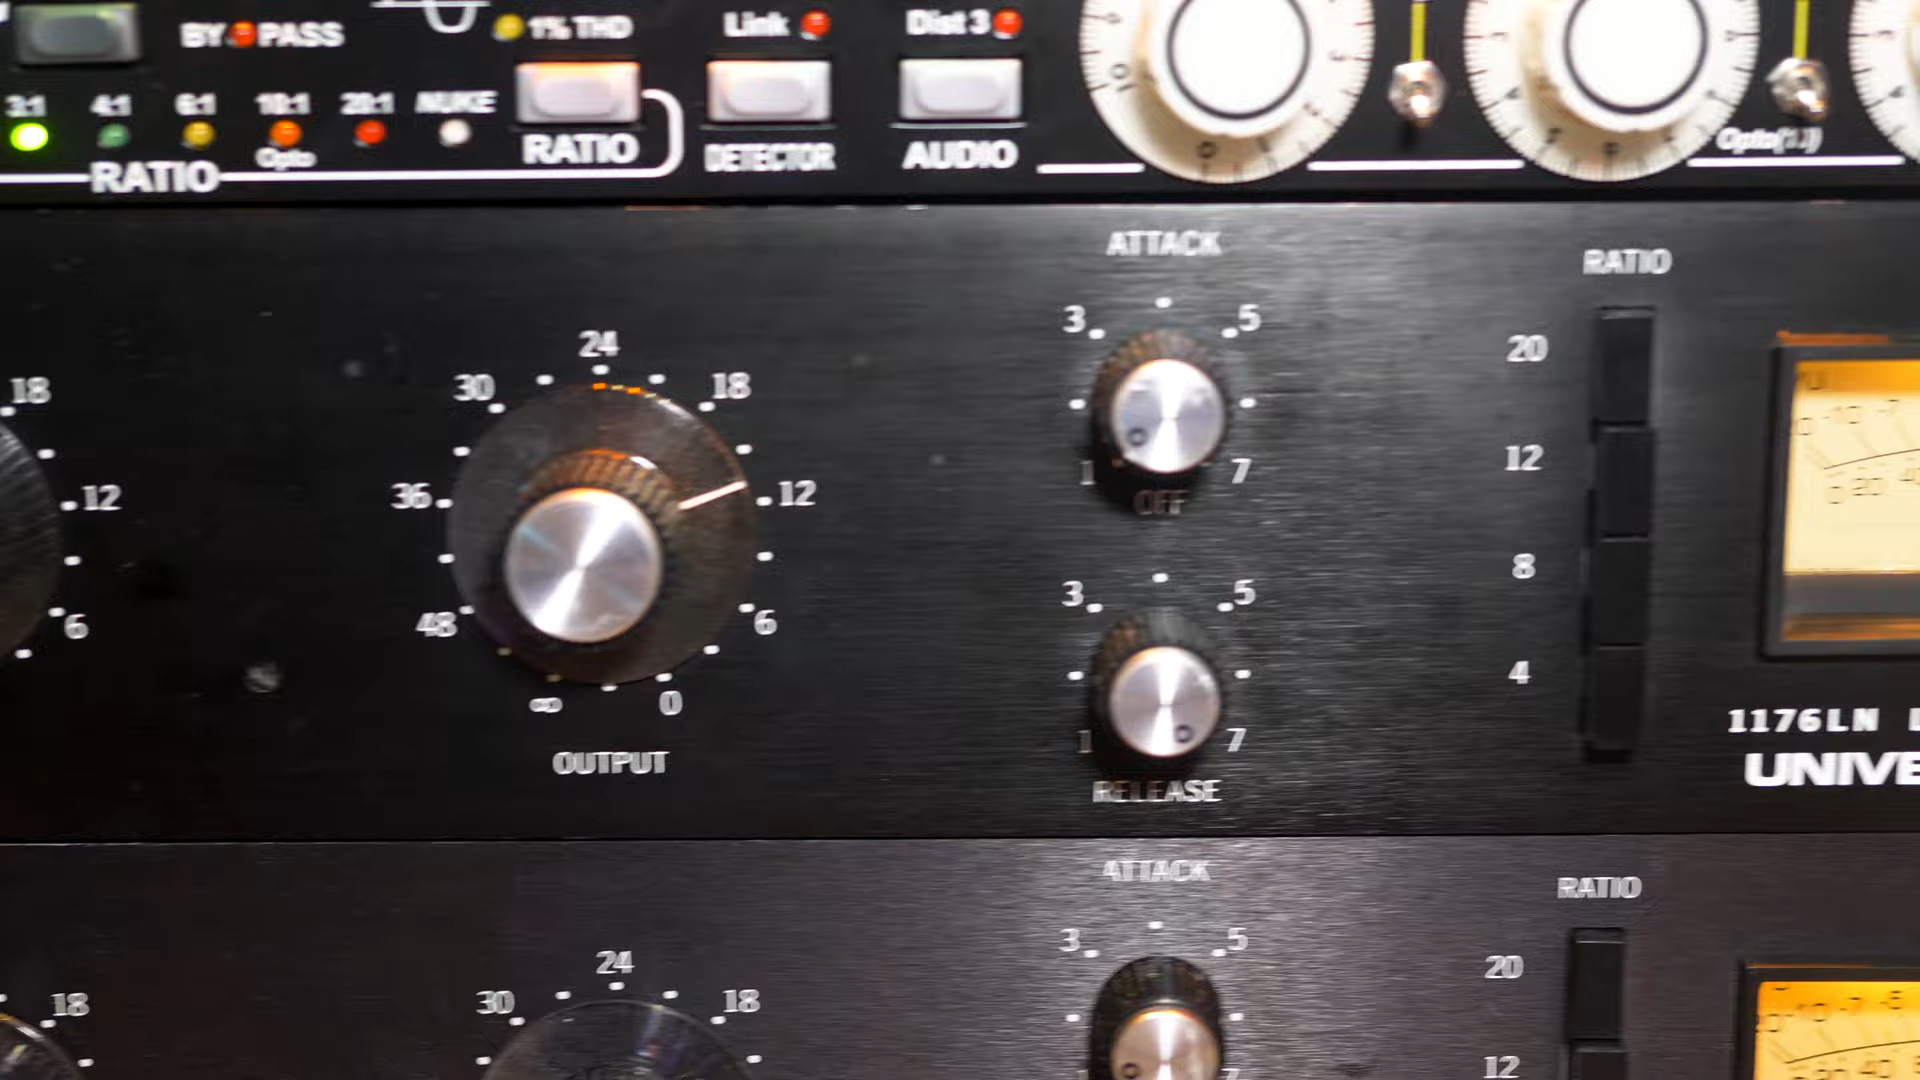 BY PASS
1% THD
Link
Dist 3
3:1 4:1 6:1 10:1 20:1 NUKE
Opto
RATIO
RATIO
DETECTOR
AUDIO
Opto(1:1)
ATTACK
RATIO
18
12
6
24
30 18
36 12
48 6
∞ 0
OUTPUT
3 5
1 7
OFF
3 5
1 7
RELEASE
20
12
8
4
1176LN
UNIVE
ATTACK
RATIO
18
24
30 18
3 5
20
12